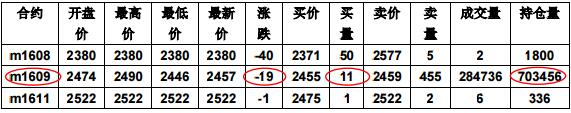 合约 开盘价 最高价 最低价 最新价 涨跌 买价 买量 卖价 卖量 成交量 持仓量
m1608 2380 2380 2380 2380 -40 2371 50 2577 5 2 1800
m1609 2474 2490 2446 2457 -19 2455 11 2459 455 284736 703456
m1611 2522 2522 2522 2522 -1 2475 1 2522 2 6 336